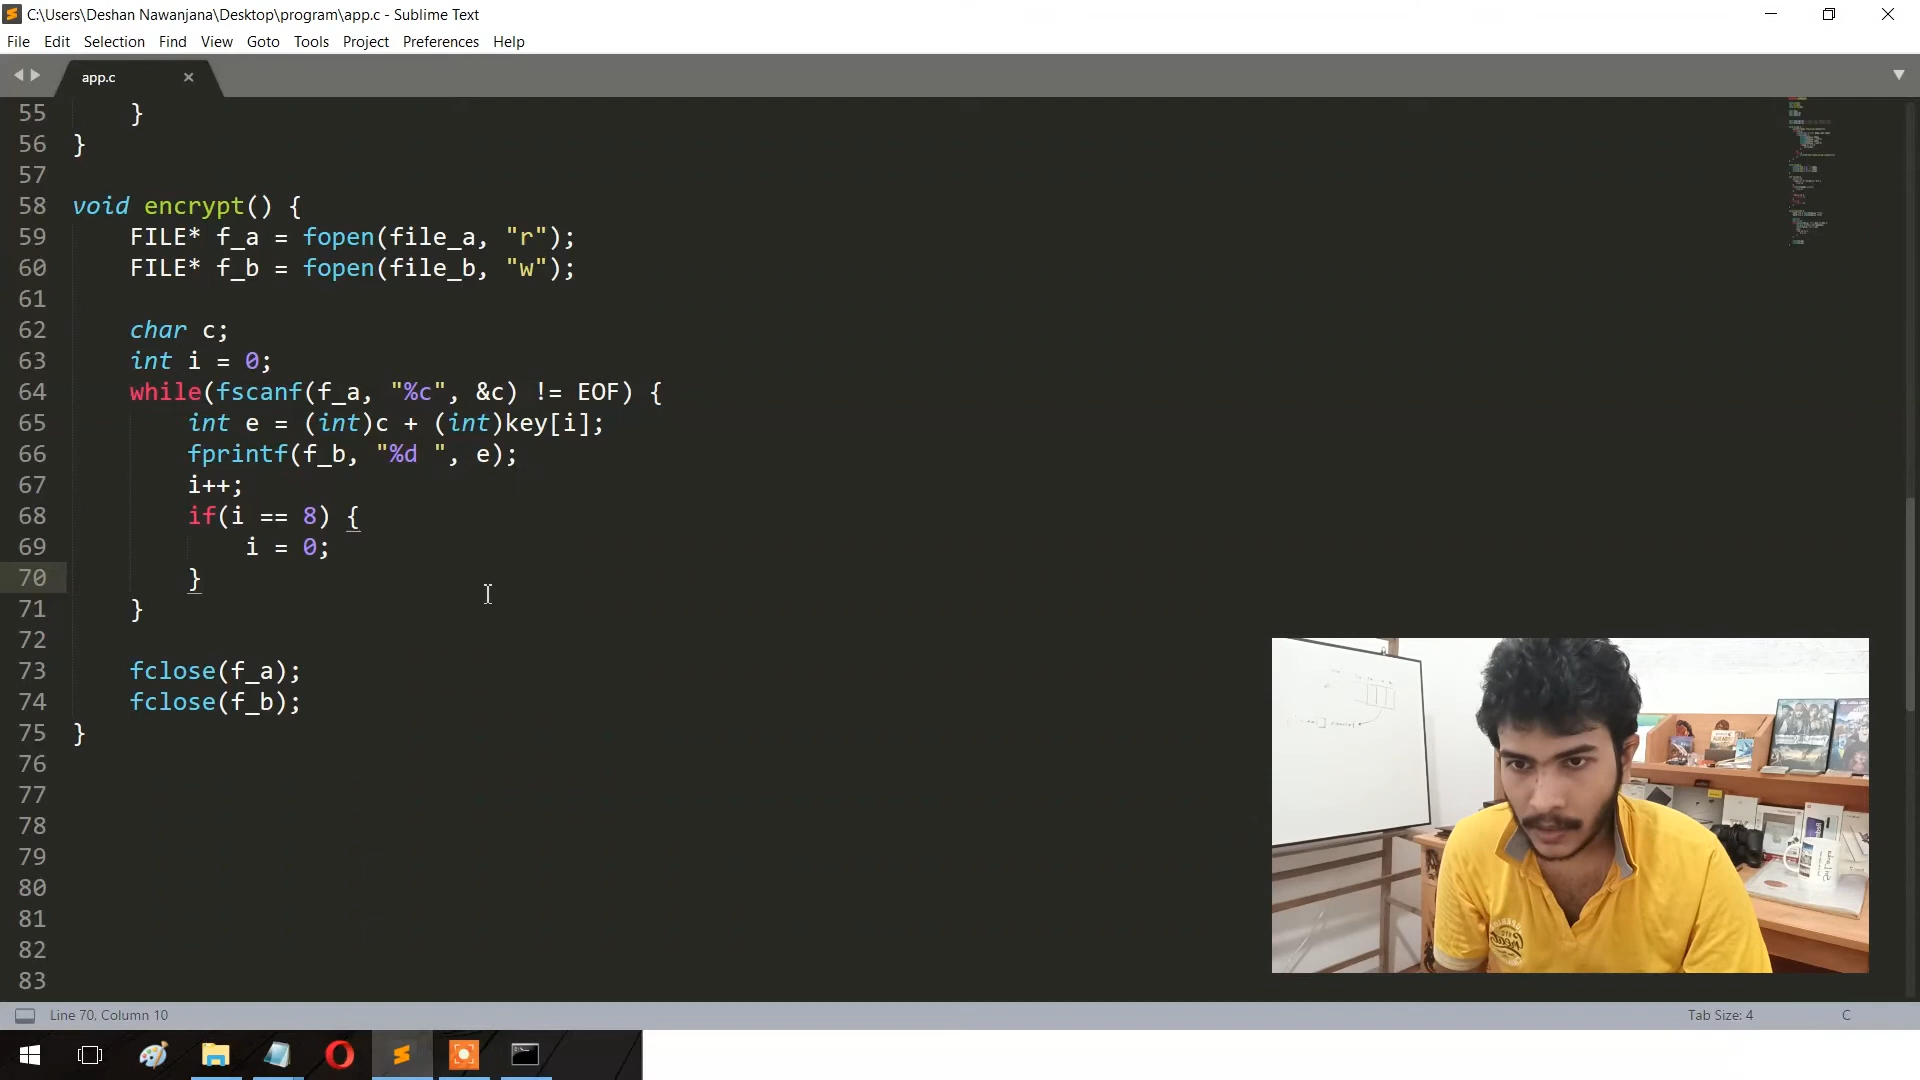 C:\Users\Deshan Nawanjana\Desktop\program\app.c - Sublime Text
File Edit Selection Find View Goto Tools Project Preferences Help
app.c
55 }
56 }
57
58 void encrypt() {
59 FILE* f_a = fopen(file_a, "r");
60 FILE* f_b = fopen(file_b, "w");
61
62 char c;
63 int i = 0;
64 while(fscanf(f_a, "%c", &c) != EOF) {
65 int e = (int)c + (int)key[i];
66 fprintf(f_b, "%d ", e);
67 i++;
68 if(i == 8) {
69 i = 0;
70 }
71 }
72
73 fclose(f_a);
74 fclose(f_b);
75 }
76
77
78
79
80
81
82
83
Line 70, Column 10
Tab Size: 4
C